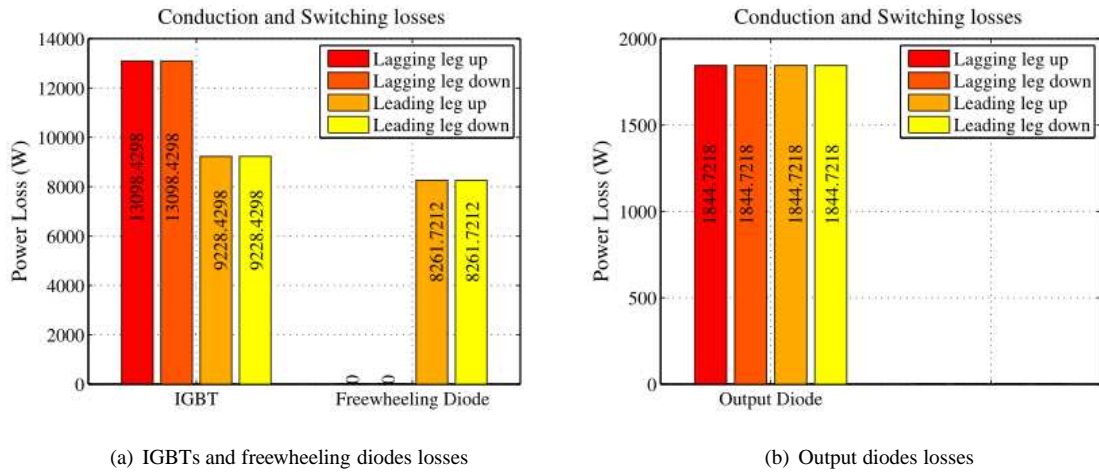 Conduction and Switching losses
14000
12000
10000
8000
6000
4000
2000
0
Power Loss (W)
Lagging leg up
Lagging leg down
Leading leg up
Leading leg down
13098.4298
13098.4298
9228.4298
9228.4298
0
0
8261.7212
8261.7212
IGBT
Freewheeling Diode
(a) IGBTs and freewheeling diodes losses
Conduction and Switching losses
2000
1500
1000
500
0
Power Loss (W)
Lagging leg up
Lagging leg down
Leading leg up
Leading leg down
1844.7218
1844.7218
1844.7218
1844.7218
Output Diode
(b) Output diodes losses